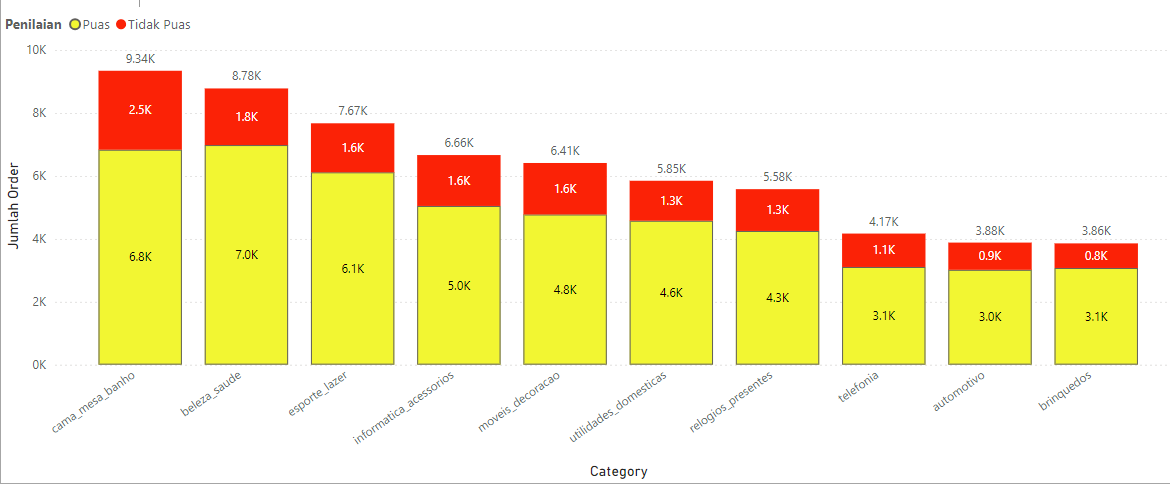 Penilaian Puas Tidak Puas
10K
8K
6K
4K
2K
0K
Jumlah Order
9.34K
8.78K
7.67K
6.66K
6.41K
5.85K
5.58K
4.17K
3.88K
3.86K
2.5K
1.8K
1.6K
1.6K
1.6K
1.3K
1.3K
1.1K
0.9K
0.8K
6.8K
7.0K
6.1K
5.0K
4.8K
4.6K
4.3K
3.1K
3.0K
3.1K
cama_mesa_banho
beleza_saude
esporte_lazer
informatica_acessorios
moveis_decoracao
utilidades_domesticas
relogios_presentes
telefonia
automotivo
brinquedos
Category